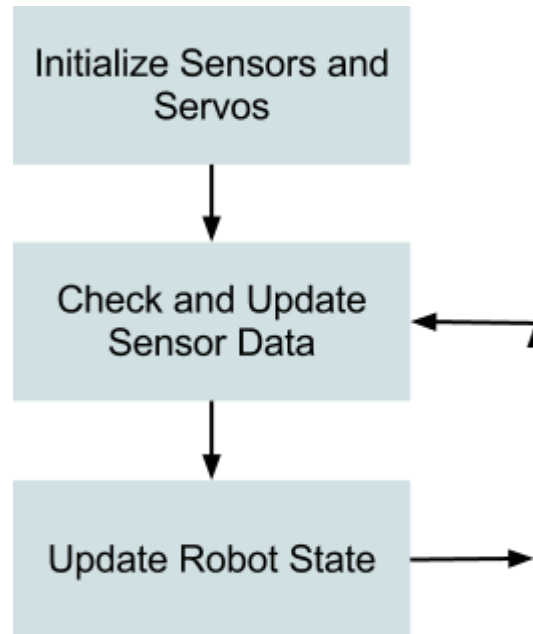 Initialize Sensors and
Servos
Check and Update
Sensor Data
Update Robot State